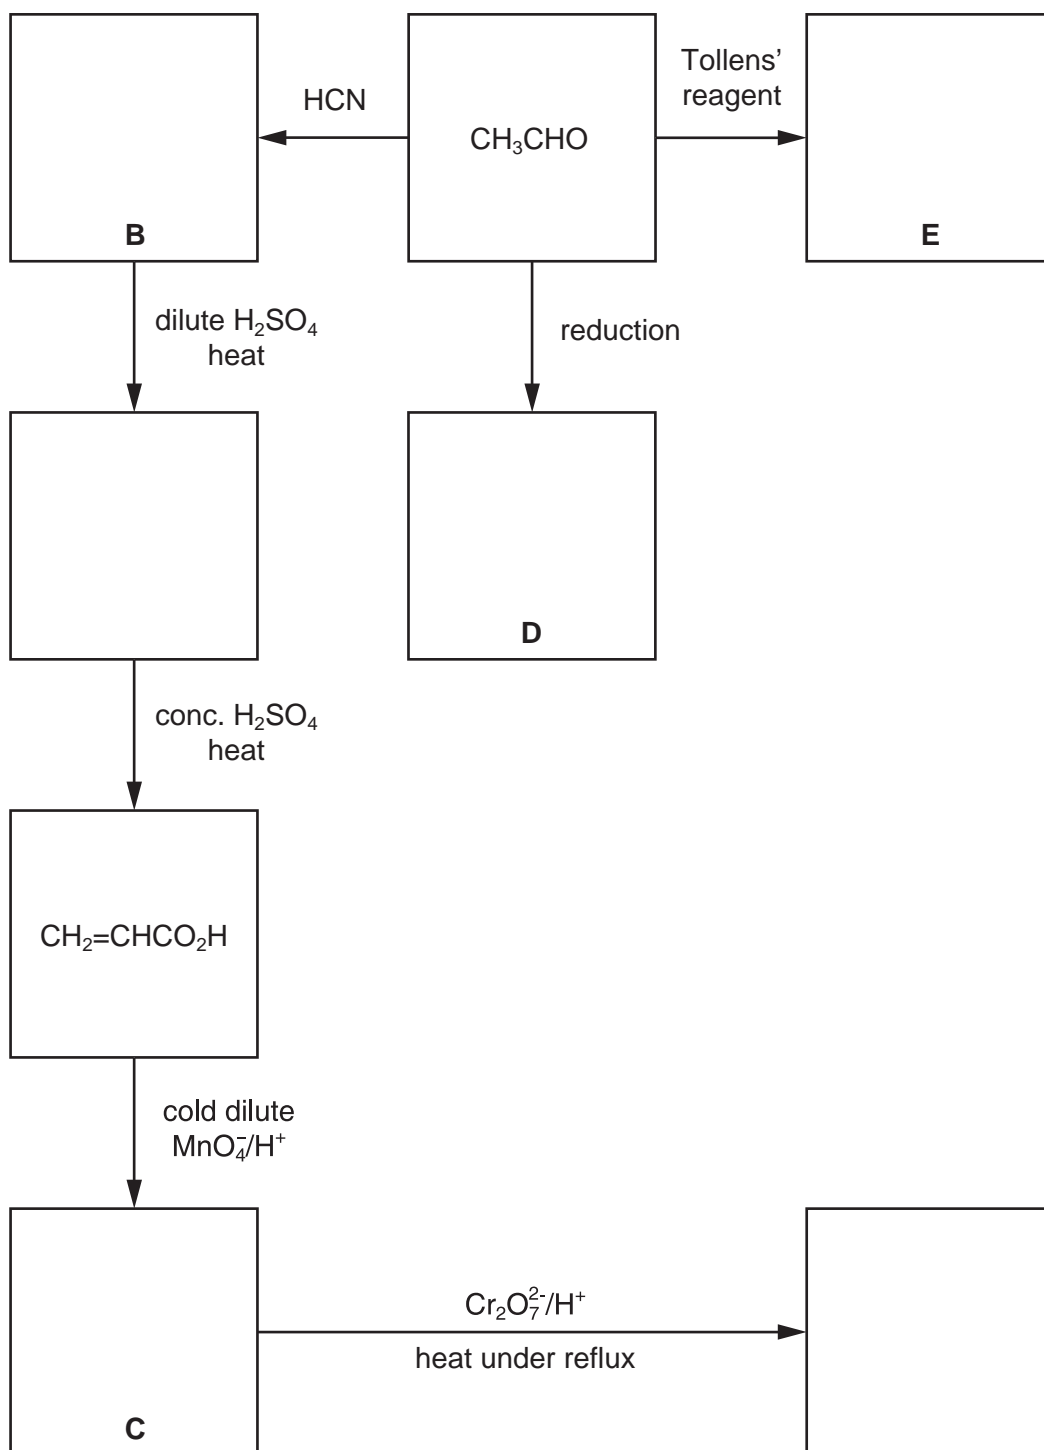 HCN
CH₃CHO
Tollens’
reagent
B
E
dilute H₂SO₄
heat
reduction
D
conc. H₂SO₄
heat
CH₂=CHCO₂H
cold dilute
MnO₄⁻/H⁺
Cr₂O₇²⁻/H⁺
heat under reflux
C